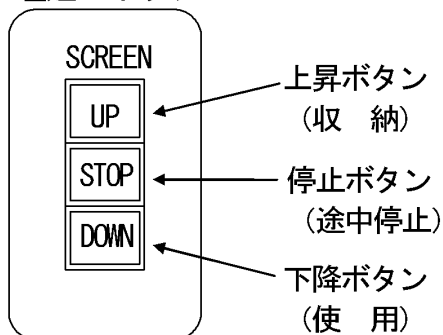 SCREEN
UP
STOP
DOWN
上昇ボタン
（収　納）
停止ボタン
（途中停止）
下降ボタン
（使　用）